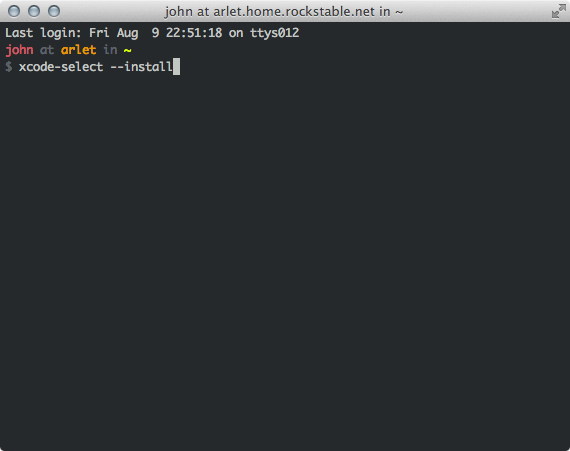 john at arlet.home.rockstable.net in ~
Last login: Fri Aug  9 22:51:18 on ttys012
john at arlet in ~
$ xcode-select --install